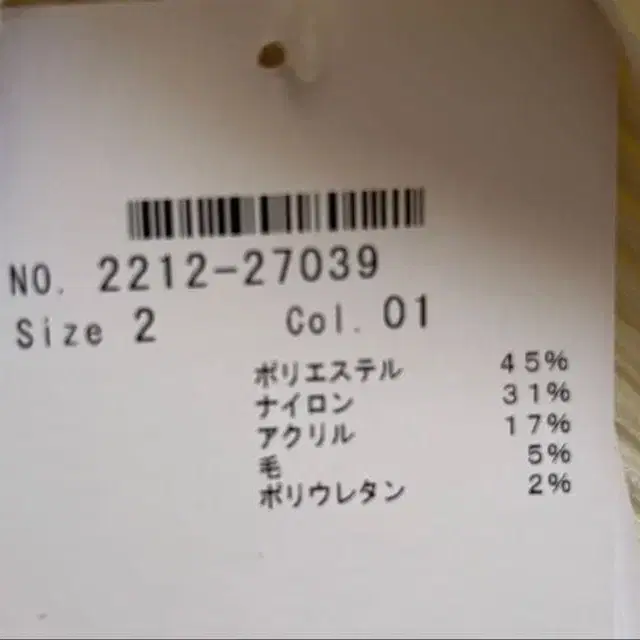 NO. 2212-27039
Size 2 Col. 01
ポリエステル 45%
ナイロン 31%
アクリル 17%
毛 5%
ポリウレタン 2%